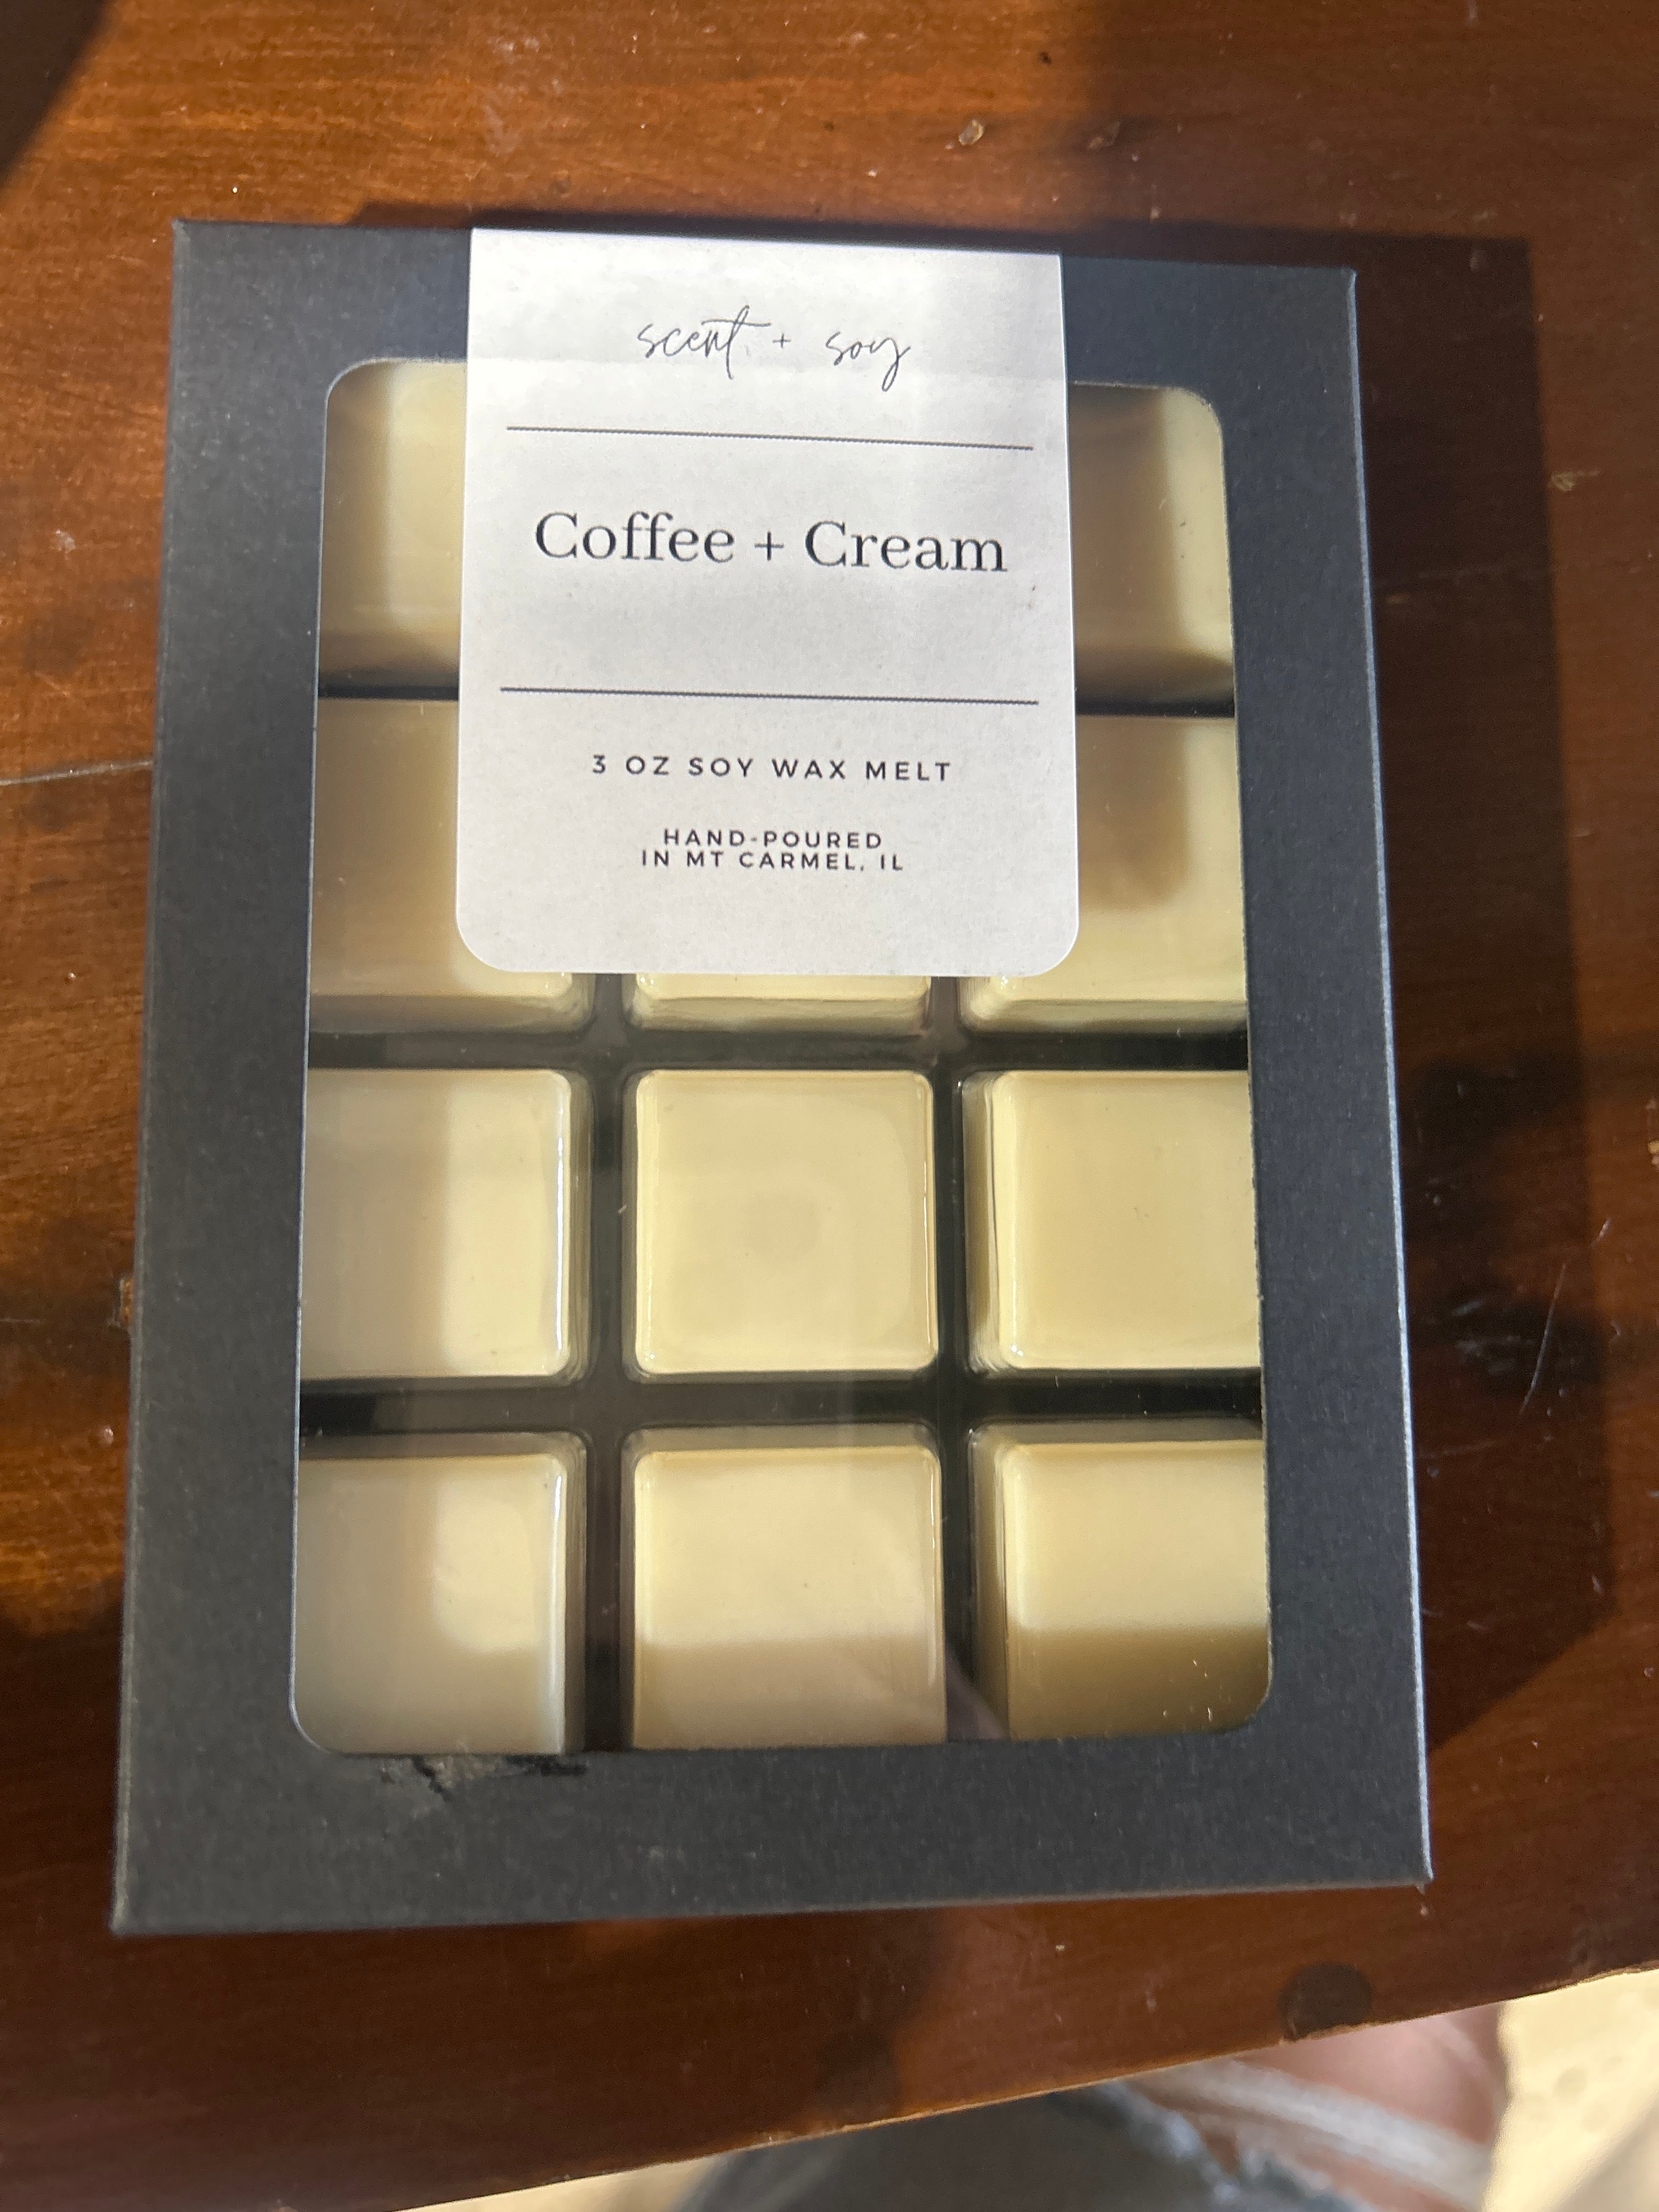 scent + soy
Coffee + Cream
3 OZ SOY WAX MELT
HAND-POURED
IN MT CARMEL, IL